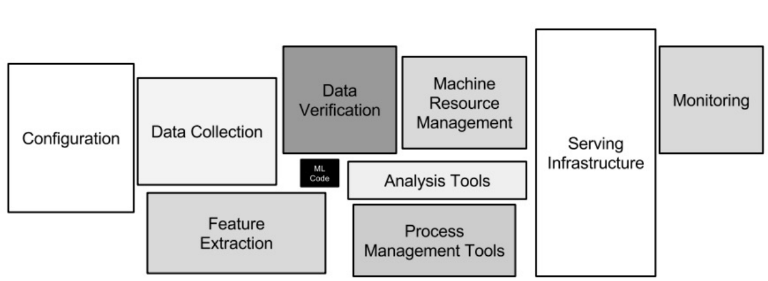 Configuration
Data Collection
Data
Verification
Machine
Resource
Management
Serving
Infrastructure
Monitoring
ML
Code
Analysis Tools
Feature
Extraction
Process
Management Tools